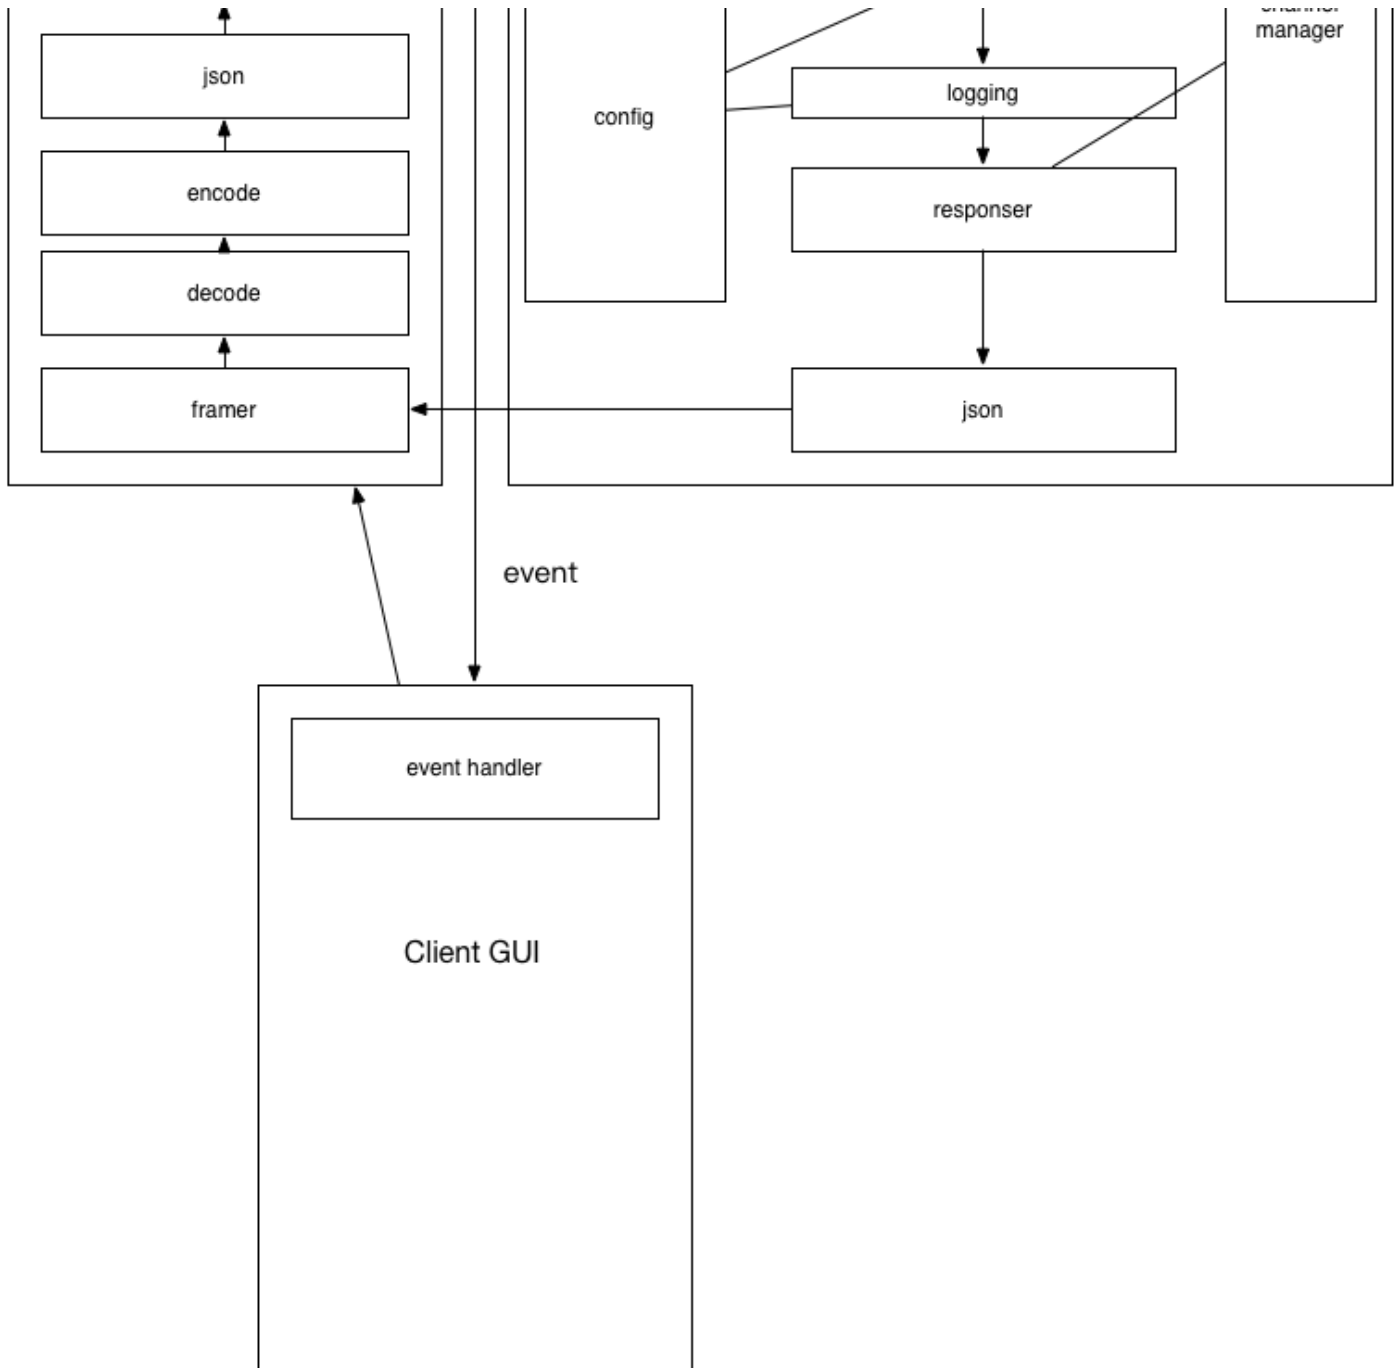 json
encode
decode
framer
config
manager
logging
responser
json
event
event handler
Client GUI